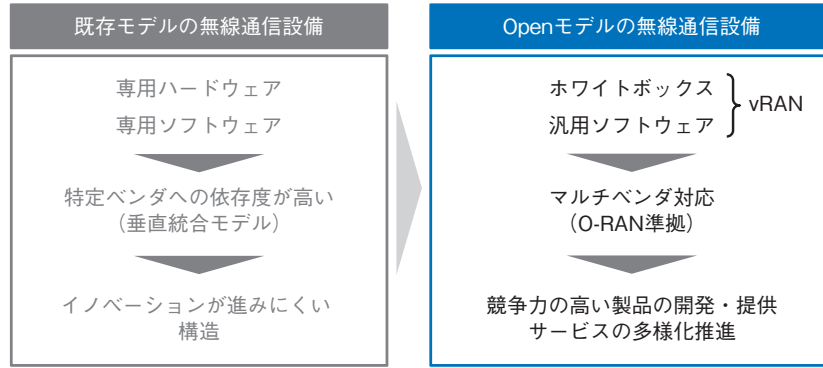 既存モデルの無線通信設備
専用ハードウェア
専用ソフトウェア
特定ベンダへの依存度が高い
（垂直統合モデル）
イノベーションが進みにくい
構造
Openモデルの無線通信設備
ホワイトボックス
汎用ソフトウェア
vRAN
マルチベンダ対応
（O-RAN準拠）
競争力の高い製品の開発・提供
サービスの多様化推進